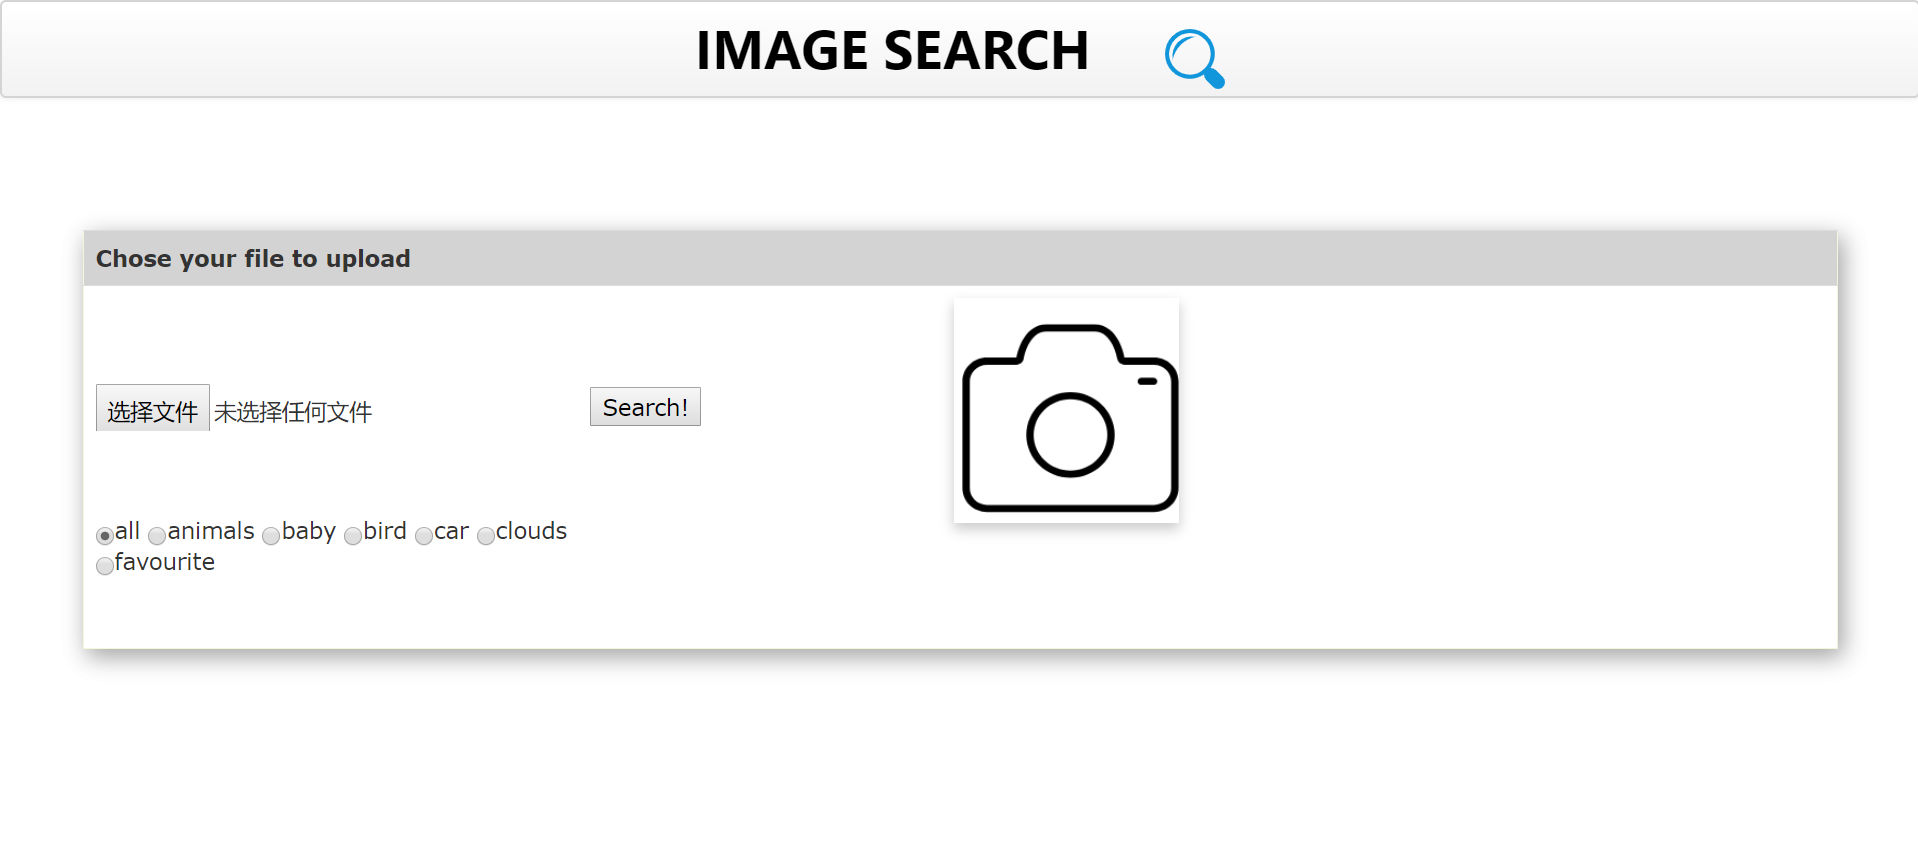 IMAGE SEARCH
Chose your file to upload
选择文件 未选择任何文件 Search!
all animals baby bird car clouds
favourite